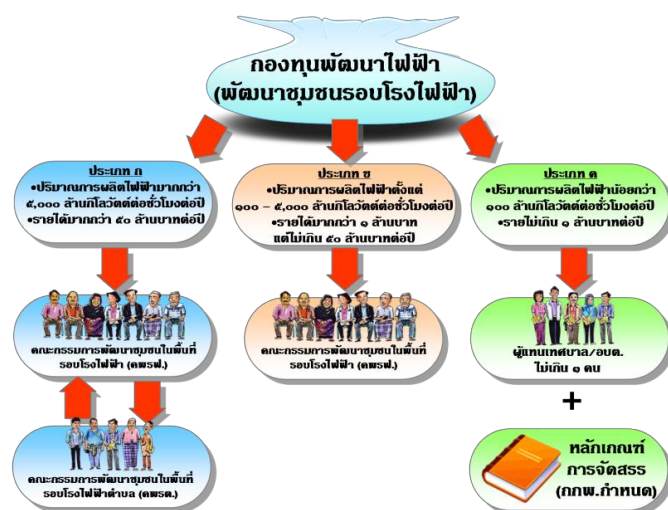 กองทุนพัฒนาไฟฟ้า
(พัฒนาชุมชนรอบโรงไฟฟ้า)
ประเภท ก
•ปริมาณการผลิตไฟฟ้ามากกว่า
๕,๐๐๐ ล้านกิโลวัตต์ต่อชั่วโมงต่อปี
•รายได้มากกว่า ๕๐ ล้านบาทต่อปี
ประเภท ข
•ปริมาณการผลิตไฟฟ้าตั้งแต่
๑๐๐ – ๕,๐๐๐ ล้านกิโลวัตต์ต่อชั่วโมงต่อปี
•รายได้มากกว่า ๑ ล้านบาท
แต่ไม่เกิน ๕๐ ล้านบาทต่อปี
ประเภท ค
•ปริมาณการผลิตไฟฟ้าน้อยกว่า
๑๐๐ ล้านกิโลวัตต์ต่อชั่วโมงต่อปี
•รายไม่เกิน ๑ ล้านบาทต่อปี
คณะกรรมการพัฒนาชุมชนในพื้นที่
รอบโรงไฟฟ้า (คพรฟ.)
คณะกรรมการพัฒนาชุมชนในพื้นที่
รอบโรงไฟฟ้า (คพรฟ.)
ผู้แทนเทศบาล/อบต.
ไม่เกิน ๑ คน
+
คณะกรรมการพัฒนาชุมชนในพื้นที่
รอบโรงไฟฟ้าตำบล (คพรต.)
หลักเกณฑ์
การจัดสรร
(กกพ.กำหนด)